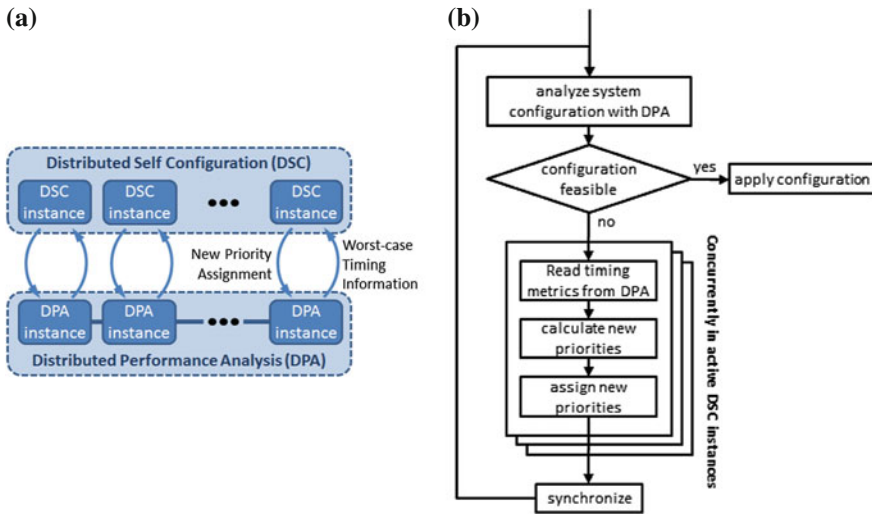 (a)
Distributed Self Configuration (DSC)
DSC
instance
DSC
instance
•••
DSC
instance
New Priority
Assignment
Worst-case
Timing
Information
DPA
instance
DPA
instance
•••
DPA
instance
Distributed Performance Analysis (DPA)
(b)
analyze system
configuration with DPA
configuration
feasible
yes
apply configuration
no
Read timing
metrics from DPA
calculate new
priorities
assign new
priorities
Concurrently in active DSC instances
synchronize